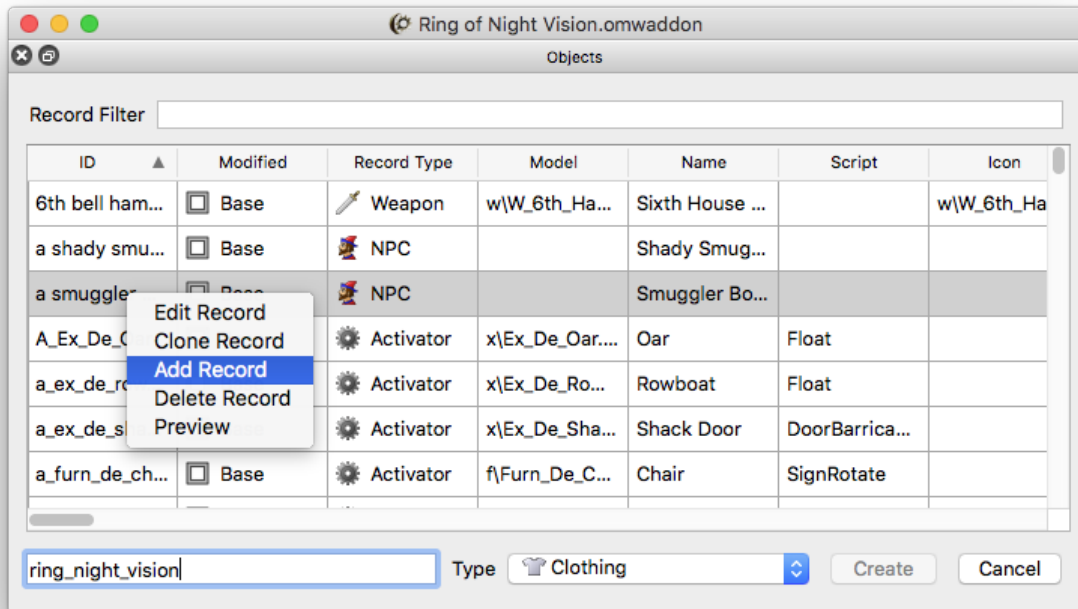 Ring of Night Vision.omwaddon
Objects
Record Filter
ID Modified Record Type Model Name Script Icon
6th bell ham... Base Weapon w\W_6th_Ha... Sixth House ... w\W_6th_Ha
a shady smu... Base NPC Shady Smug...
a smuggler NPC Smuggler Bo...
A_Ex_De_ Activator x\Ex_De_Oar.... Oar Float
a_ex_de_ro Activator x\Ex_De_Ro... Rowboat Float
a_ex_de_s Activator x\Ex_De_Sha... Shack Door DoorBarrica...
a_furn_de_ch... Base Activator f\Furn_De_C... Chair SignRotate
Edit Record
Clone Record
Add Record
Delete Record
Preview
ring_night_vision Type Clothing Create Cancel